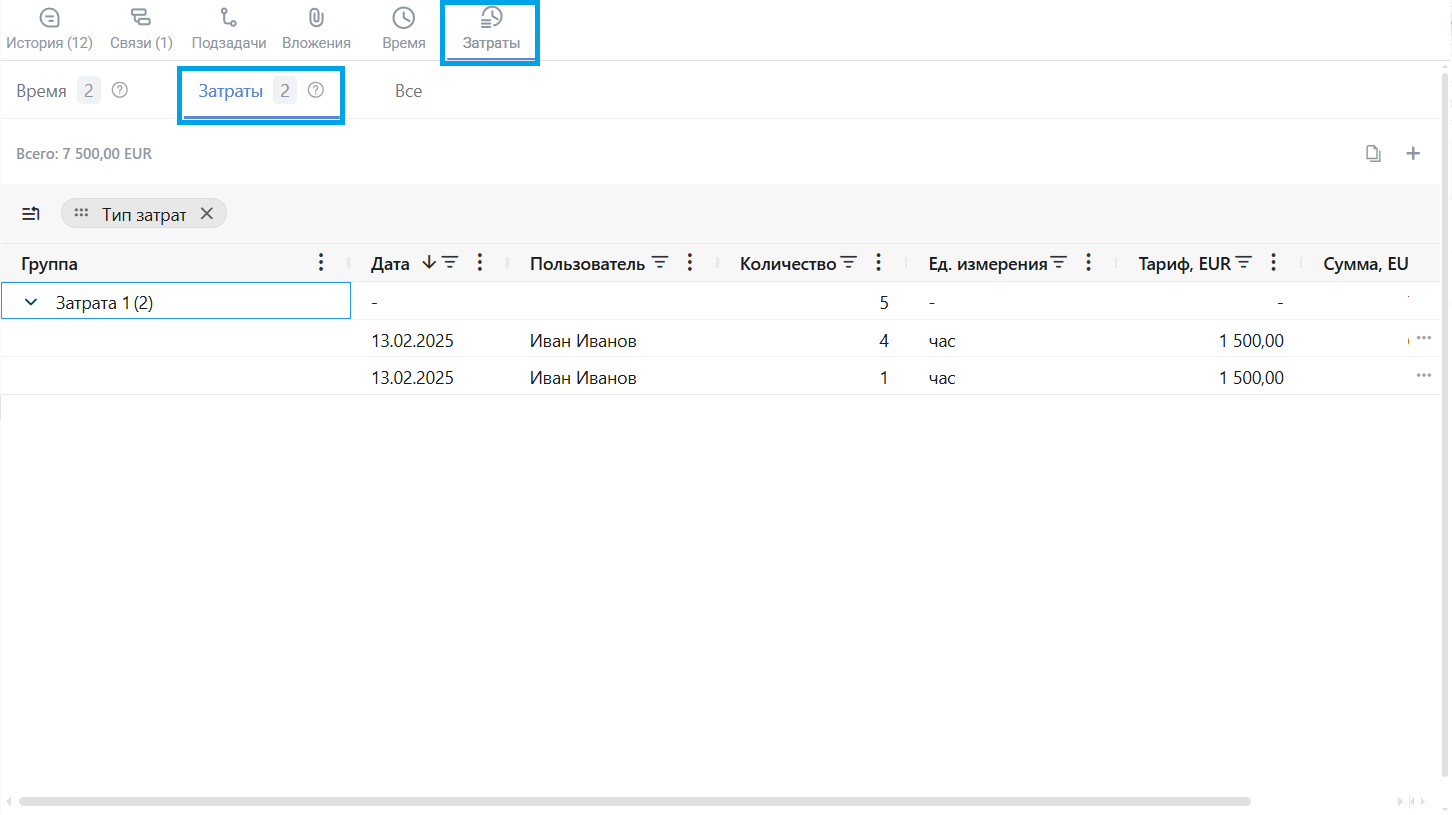 История (12) Связи (1) Подзадачи Вложения Время Затраты
Время 2 ? Затраты 2 ? Все
Всего: 7 500,00 EUR
Тип затрат
Группа Дата Пользователь Количество Ед. измерения Тариф, EUR Сумма, EU
Затрата 1 (2) - 5 - -
13.02.2025 Иван Иванов 4 час 1 500,00
13.02.2025 Иван Иванов 1 час 1 500,00